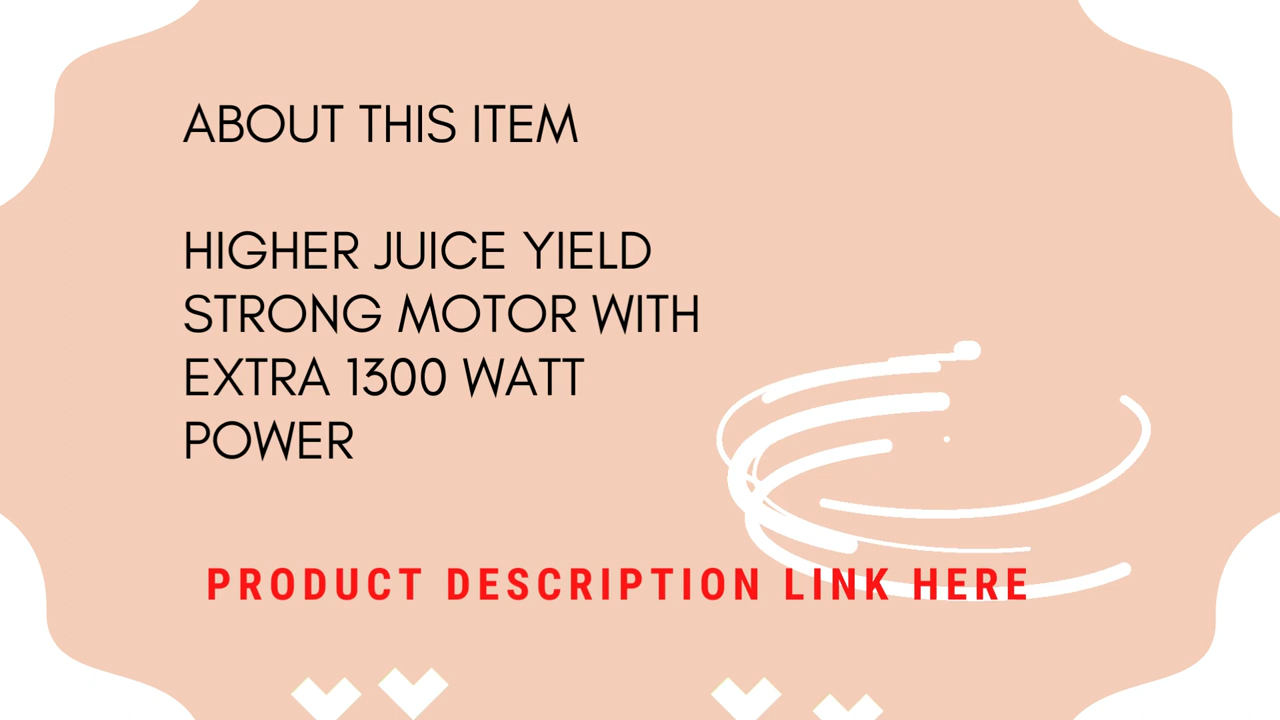 ABOUT THIS ITEM
HIGHER JUICE YIELD
STRONG MOTOR WITH
EXTRA 1300 WATT
POWER
PRODUCT DESCRIPTION LINK HERE